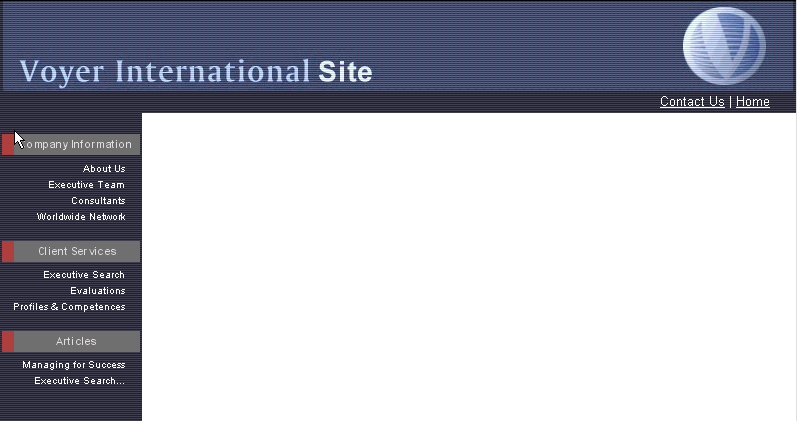 Voyer International Site
Contact Us | Home
Company Information
About Us
Executive Team
Consultants
Worldwide Network
Client Services
Executive Search
Evaluations
Profiles & Competences
Articles
Managing for Success
Executive Search...